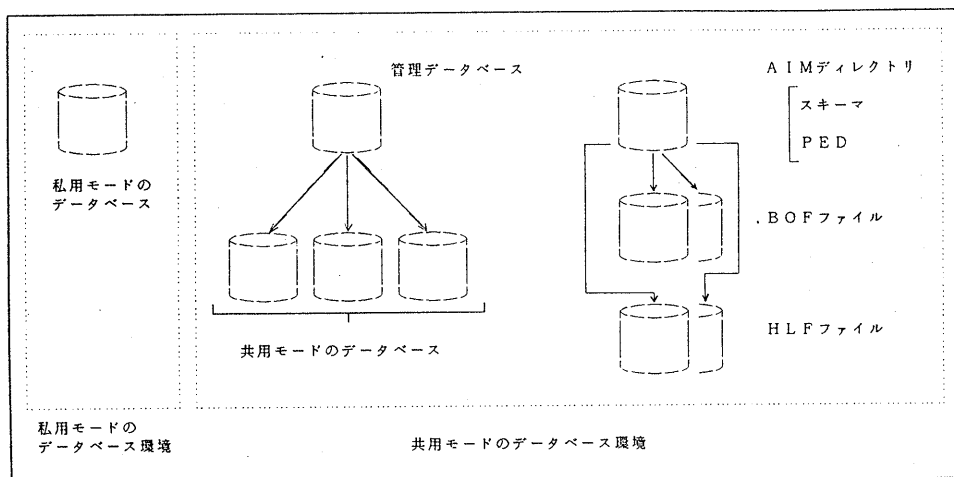 管理データベース
AIMディレクトリ
スキーマ
PED
私用モードの
データベース
.BOFファイル
HLFファイル
共用モードのデータベース
私用モードの
データベース環境
共用モードのデータベース環境